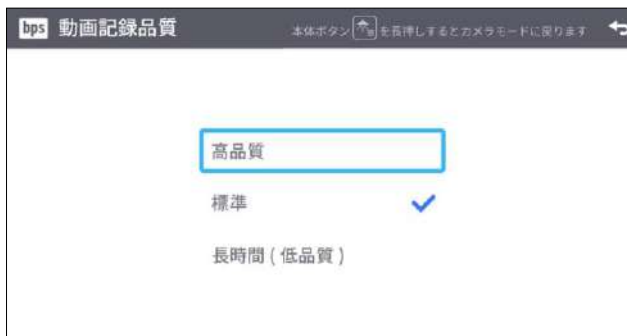 bps 動画記録品質 本体ボタン を長押しするとカメラモードに戻ります
高品質
標準
長時間 ( 低品質 )